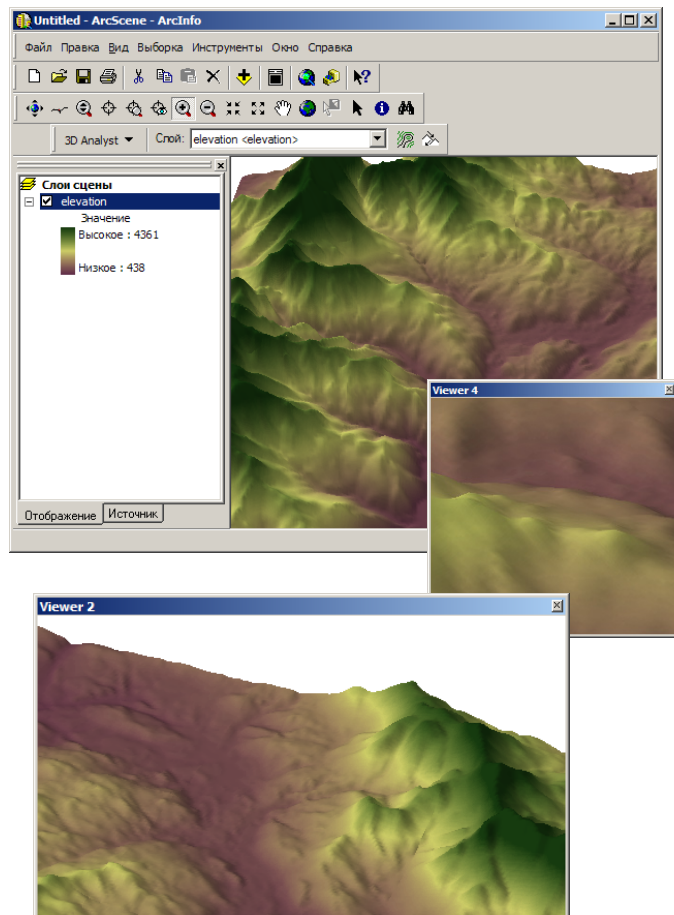 Untitled - ArcScene - ArcInfo
Файл Правка Вид Выборка Инструменты Окно Справка
3D Analyst Слой: elevation <elevation>
Слои сцены
elevation
Значение
Высокое : 4361
Низкое : 438
Отображение Источник
Viewer 4
Viewer 2